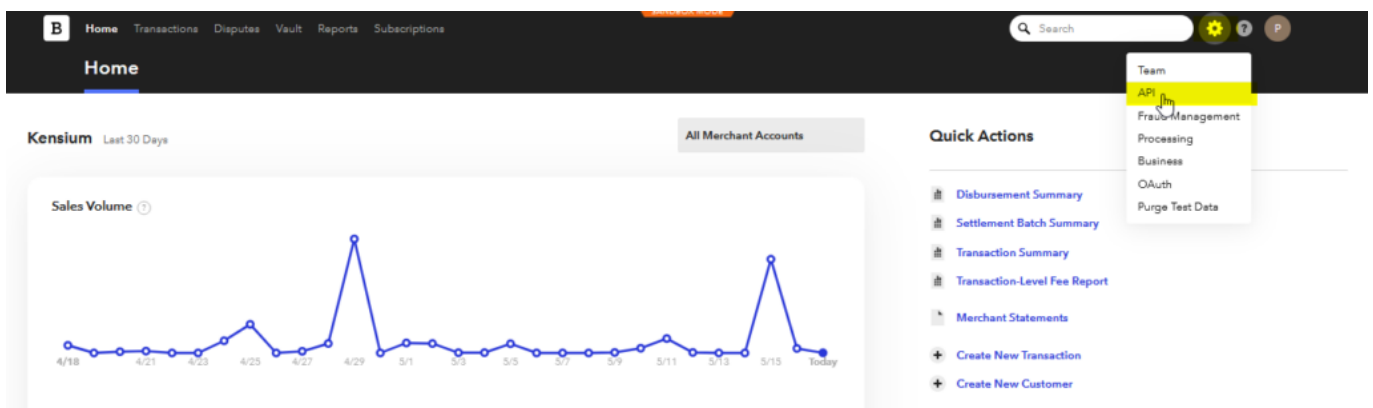 SANDBOX MODE
B Home Transactions Disputes Vault Reports Subscriptions Search ? P
Home
Team
API
Fraud Management
Processing
Business
OAuth
Purge Test Data
Kensium Last 30 Days
All Merchant Accounts
Sales Volume ?
4/18 4/21 4/23 4/25 4/27 4/29 5/1 5/3 5/5 5/7 5/9 5/11 5/13 5/15 Today
Quick Actions
Disbursement Summary
Settlement Batch Summary
Transaction Summary
Transaction-Level Fee Report
Merchant Statements
+ Create New Transaction
+ Create New Customer